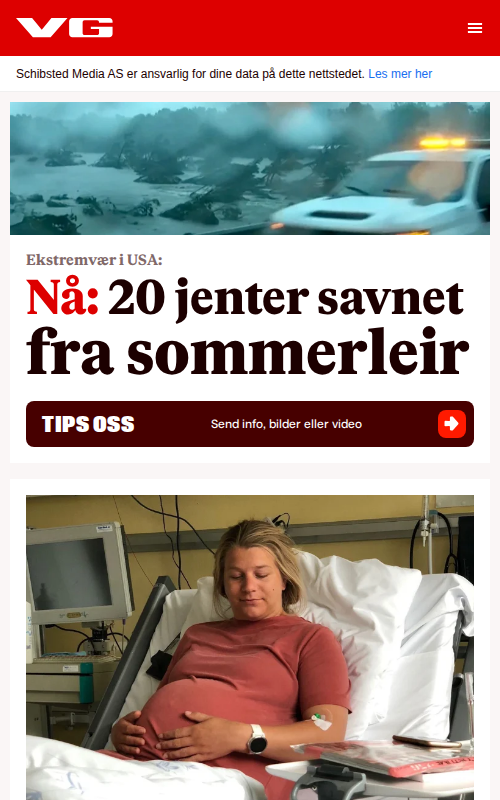 VG
Schibsted Media AS er ansvarlig for dine data på dette nettstedet. Les mer her
Ekstremvær i USA:
Nå: 20 jenter savnet
fra sommerleir
TIPS OSS
Send info, bilder eller video